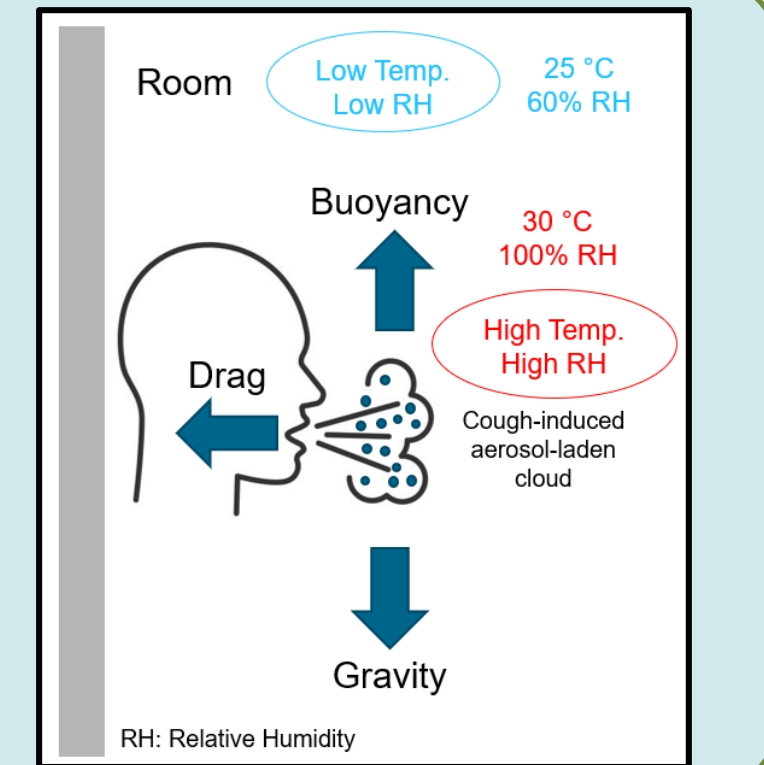 Room
Low Temp.
Low RH
25 °C
60% RH
Buoyancy
30 °C
100% RH
High Temp.
High RH
Drag
Cough-induced
aerosol-laden
cloud
Gravity
RH: Relative Humidity